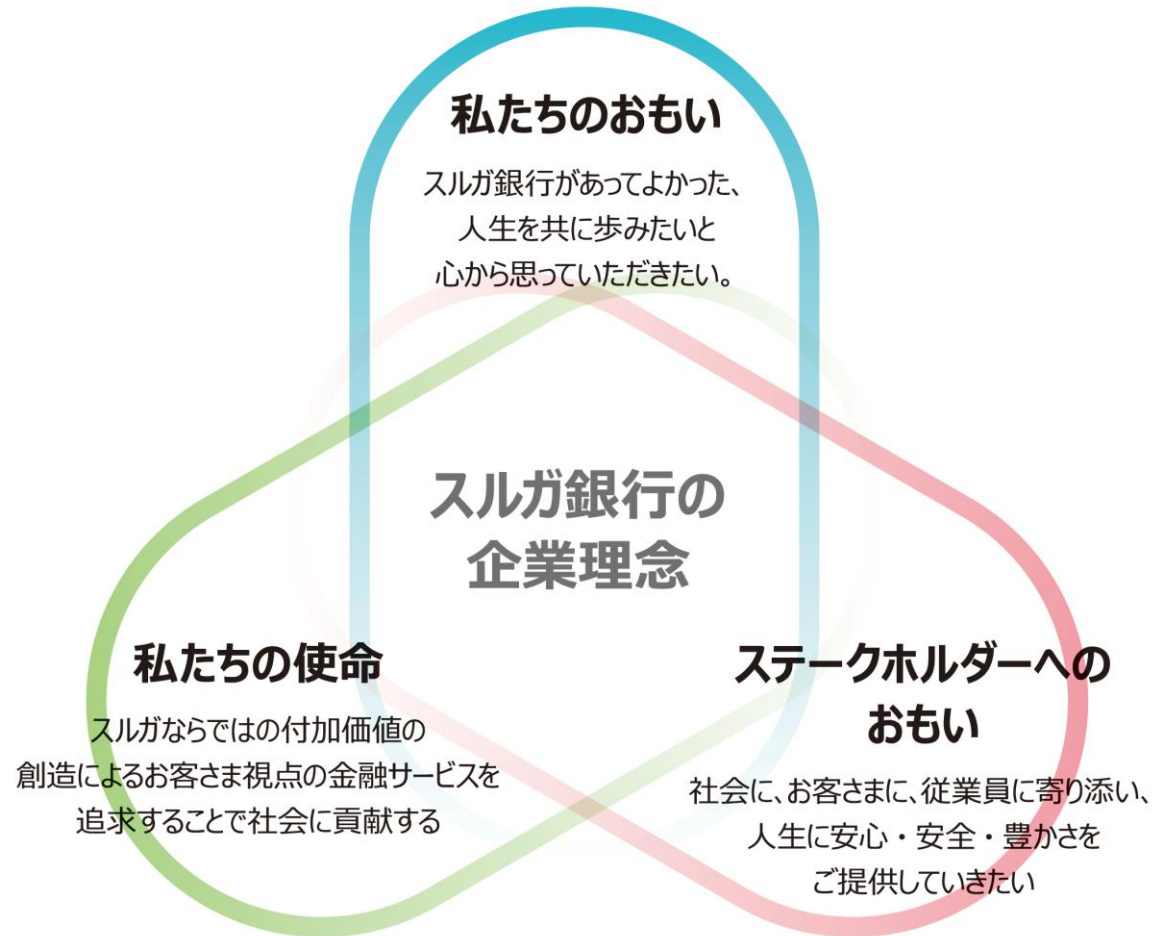 私たちのおもい
スルガ銀行があってよかった、
人生を共に歩みたいと
心から思っていただきたい。
スルガ銀行の
企業理念
私たちの使命
スルガならではの付加価値の
創造によるお客さま視点の金融サービスを
追求することで社会に貢献する
ステークホルダーへの
おもい
社会に、お客さまに、従業員に寄り添い、
人生に安心・安全・豊かさを
ご提供していきたい